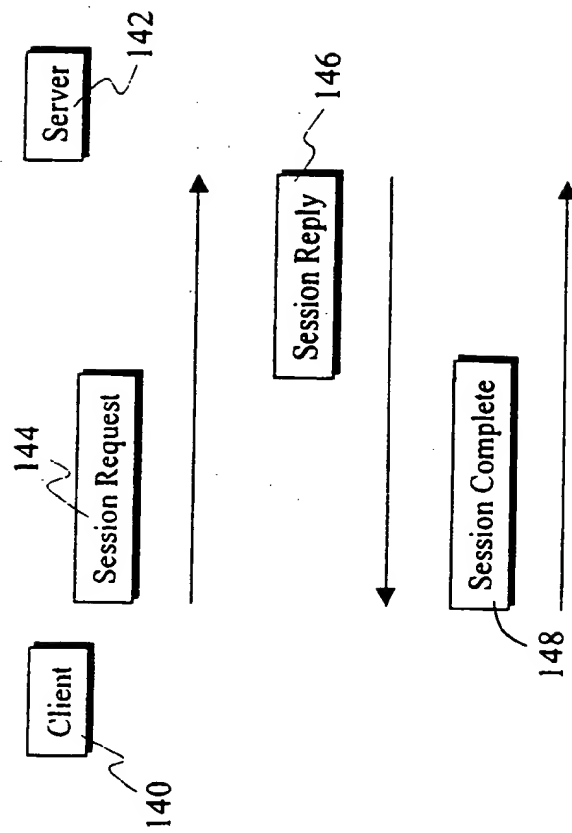 Client
140
Server
142
144
Session Request
Session Reply
146
Session Complete
148